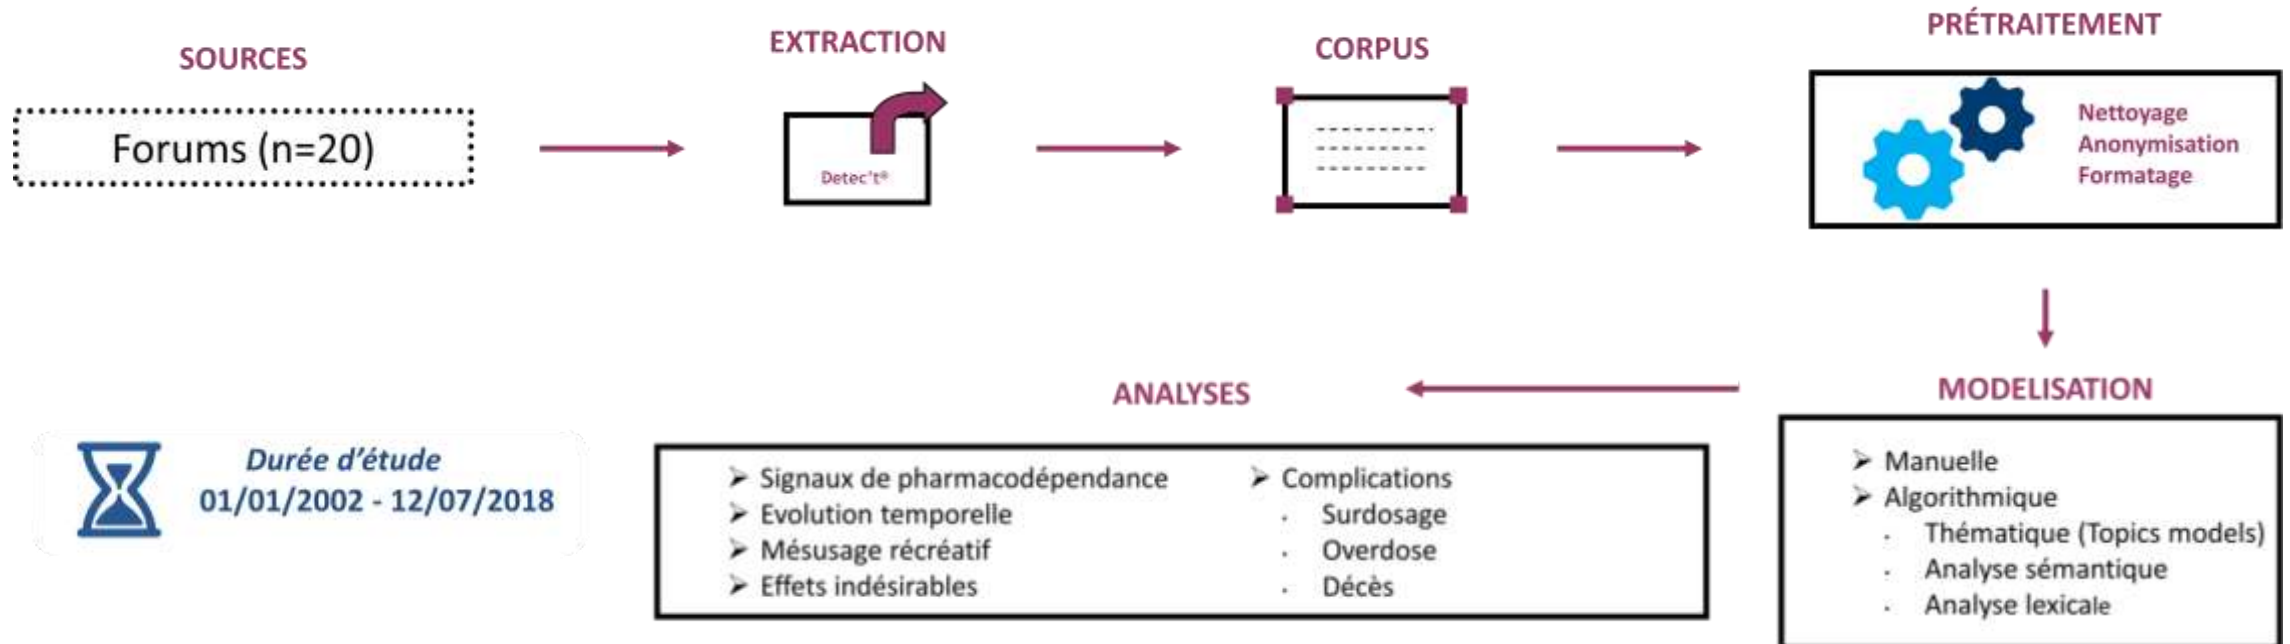 SOURCES
Forums (n=20)
EXTRACTION
Detec't®
CORPUS
PRÉTRAITEMENT
Nettoyage
Anonymisation
Formatage
MODELISATION
➢ Manuelle
➢ Algorithmique
· Thématique (Topics models)
· Analyse sémantique
· Analyse lexicale
ANALYSES
➢ Signaux de pharmacodépendance
➢ Evolution temporelle
➢ Mésusage récréatif
➢ Effets indésirables
➢ Complications
· Surdosage
· Overdose
· Décès
Durée d'étude
01/01/2002 - 12/07/2018